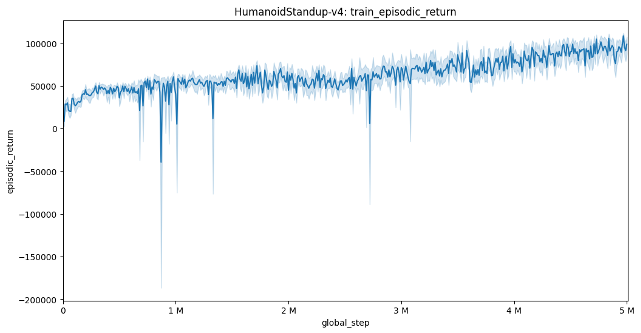 HumanoidStandup-v4: train_episodic_return
episodic_return
100000
50000
0
−50000
−100000
−150000
−200000
0
1 M
2 M
3 M
4 M
5 M
global_step